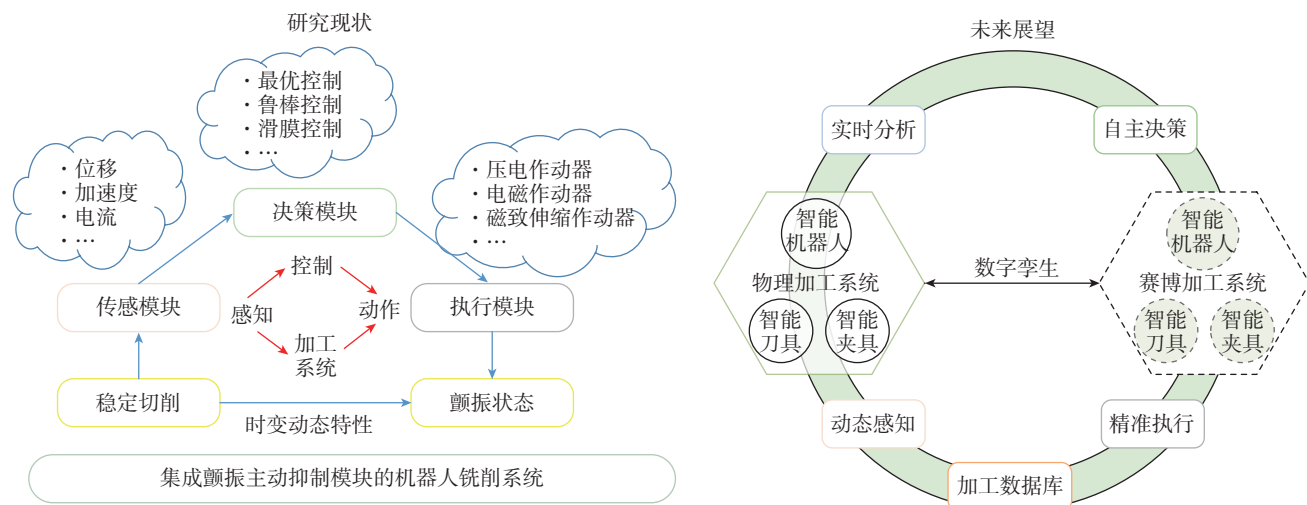 研究现状
· 最优控制
· 鲁棒控制
· 滑膜控制
· …
· 位移
· 加速度
· 电流
· …
· 压电作动器
· 电磁作动器
· 磁致伸缩作动器
· …
决策模块
传感模块
控制
感知
动作
加工
系统
执行模块
稳定切削
时变动态特性
颤振状态
集成颤振主动抑制模块的机器人铣削系统
未来展望
实时分析
自主决策
智能
机器人
物理加工系统
智能
刀具
智能
夹具
数字孪生
智能
机器人
赛博加工系统
智能
刀具
智能
夹具
动态感知
精准执行
加工数据库